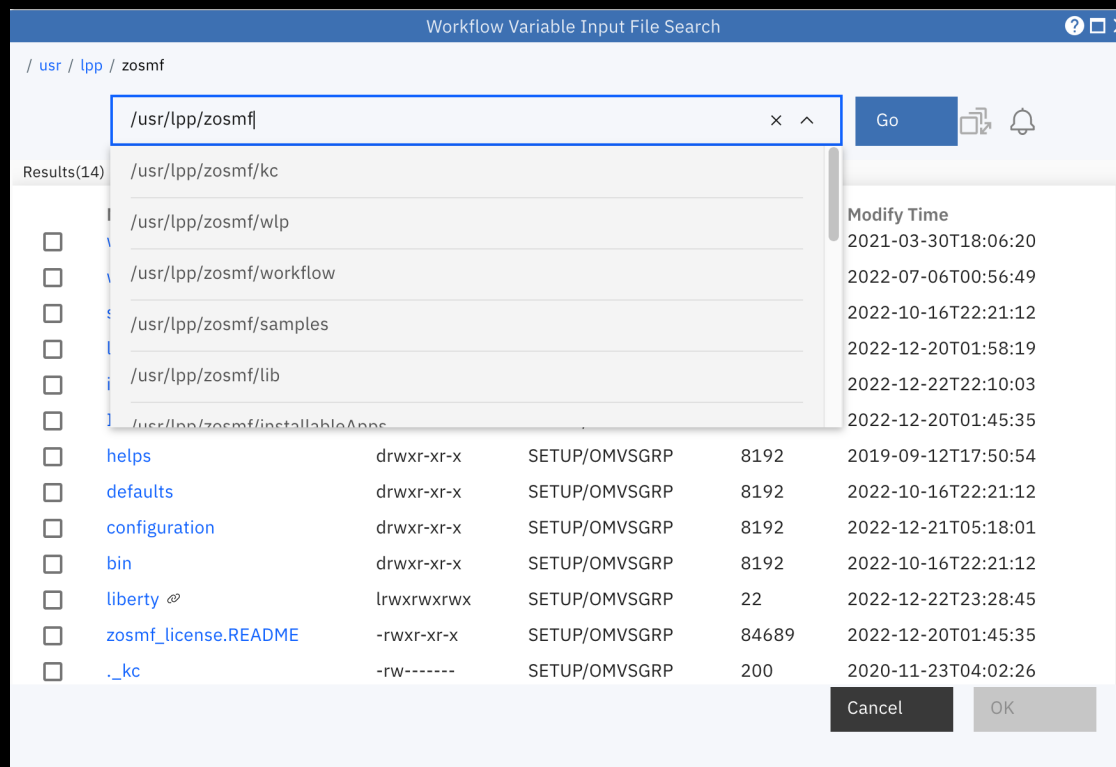 Workflow Variable Input File Search
/ usr / lpp / zosmf
/usr/lpp/zosmf
Go
Results(14)
/usr/lpp/zosmf/kc
/usr/lpp/zosmf/wlp
/usr/lpp/zosmf/workflow
/usr/lpp/zosmf/samples
/usr/lpp/zosmf/lib
/usr/lpp/zosmf/installableApps
Modify Time
2021-03-30T18:06:20
2022-07-06T00:56:49
2022-10-16T22:21:12
2022-12-20T01:58:19
2022-12-22T22:10:03
2022-12-20T01:45:35
helps drwxr-xr-x SETUP/OMVSGRP 8192 2019-09-12T17:50:54
defaults drwxr-xr-x SETUP/OMVSGRP 8192 2022-10-16T22:21:12
configuration drwxr-xr-x SETUP/OMVSGRP 8192 2022-12-21T05:18:01
bin drwxr-xr-x SETUP/OMVSGRP 8192 2022-10-16T22:21:12
liberty lrwxrwxrwx SETUP/OMVSGRP 22 2022-12-22T23:28:45
zosmf_license.README -rwxr-xr-x SETUP/OMVSGRP 84689 2022-12-20T01:45:35
._kc -rw------- SETUP/OMVSGRP 200 2020-11-23T04:02:26
Cancel
OK